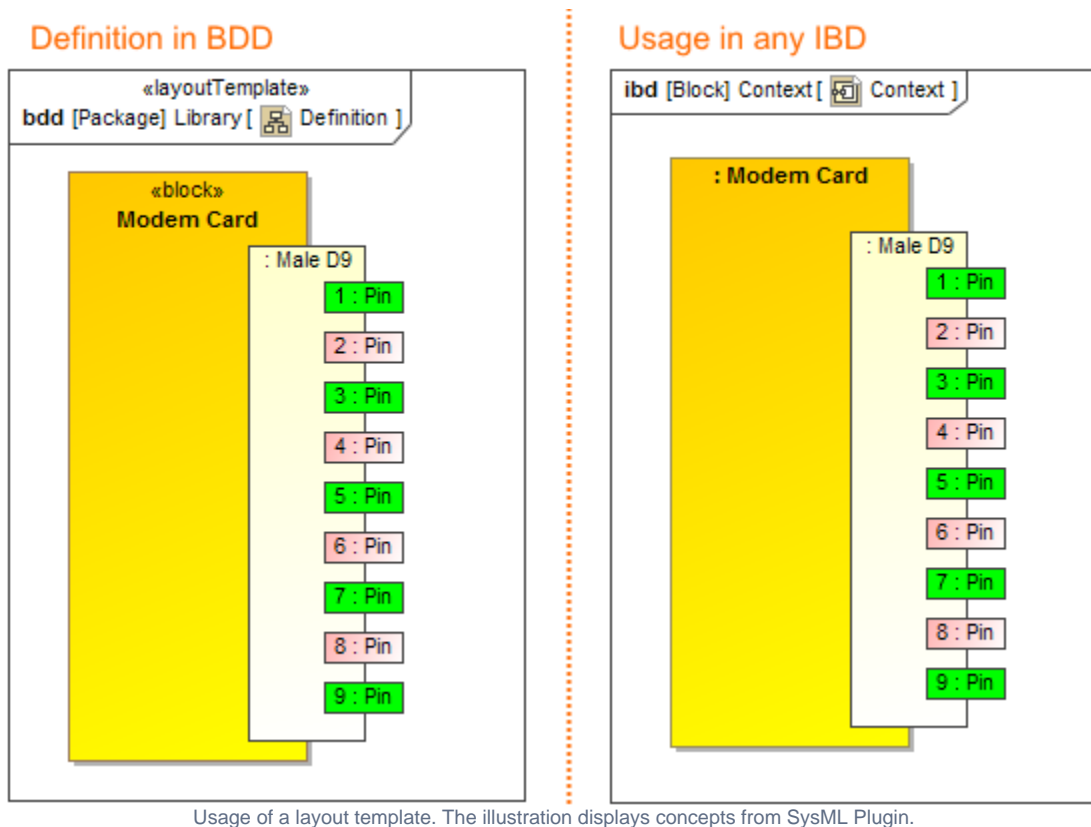 Definition in BDD
«layoutTemplate»
bdd [Package] Library [ Definition ]
«block»
Modem Card
: Male D9
1 : Pin
2 : Pin
3 : Pin
4 : Pin
5 : Pin
6 : Pin
7 : Pin
8 : Pin
9 : Pin
Usage in any IBD
ibd [Block] Context [ Context ]
: Modem Card
: Male D9
1 : Pin
2 : Pin
3 : Pin
4 : Pin
5 : Pin
6 : Pin
7 : Pin
8 : Pin
9 : Pin
Usage of a layout template. The illustration displays concepts from SysML Plugin.